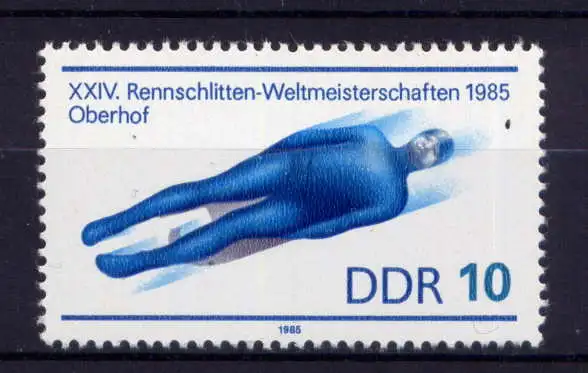 XXIV. Rennschlitten-Weltmeisterschaften 1985
Oberhof
DDR 10
1985